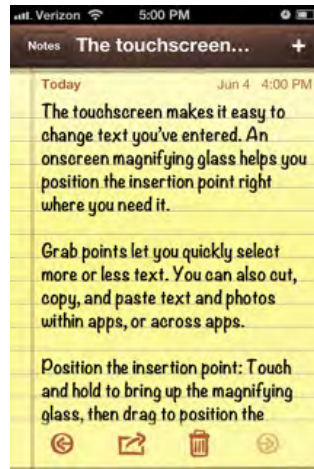 Verizon 5:00 PM
Notes The touchscreen... +
Today Jun 4 4:00 PM
The touchscreen makes it easy to
change text you've entered. An
onscreen magnifying glass helps you
position the insertion point right
where you need it.
Grab points let you quickly select
more or less text. You can also cut,
copy, and paste text and photos
within apps, or across apps.
Position the insertion point: Touch
and hold to bring up the magnifying
glass, then drag to position the